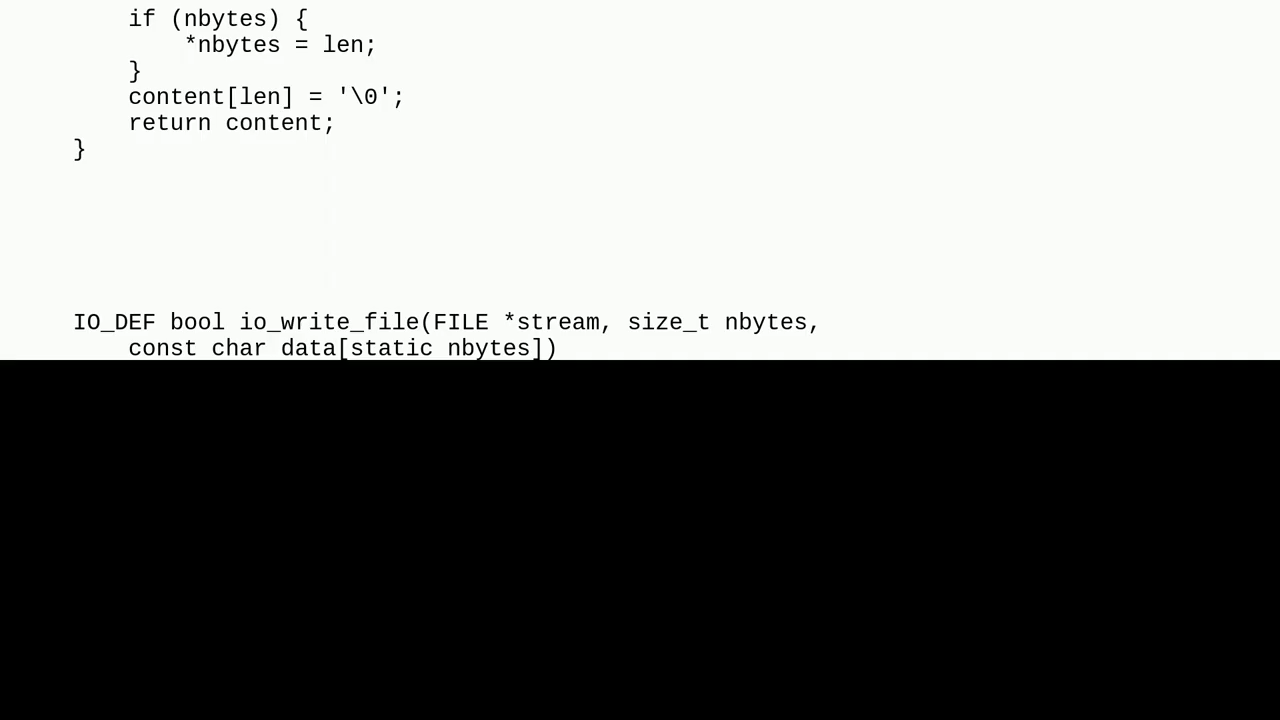 if (nbytes) {
*nbytes = len;
}
content[len] = '\0';
return content;
}
IO_DEF bool io_write_file(FILE *stream, size_t nbytes,
const char data[static nbytes])